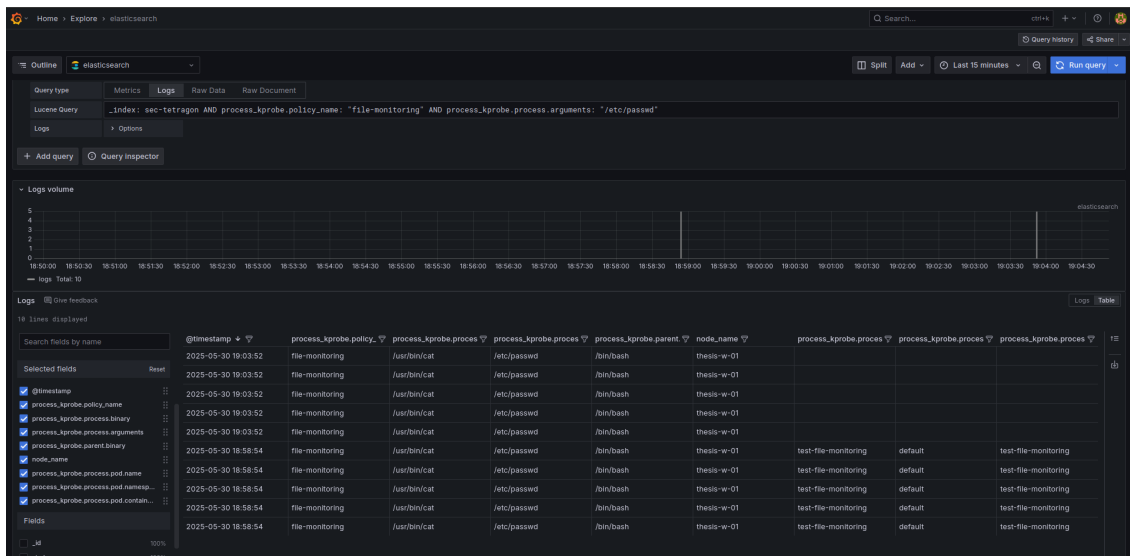 Home › Explore › elasticsearch
Search...
ctrl+k
Query history
Share
Outline
elasticsearch
Split
Add
Last 15 minutes
Run query
Query type
Metrics
Logs
Raw Data
Raw Document
Lucene Query
_index: sec-tetragon AND process_kprobe.policy_name: "file-monitoring" AND process_kprobe.process.arguments: "/etc/passwd"
Logs
› Options
+ Add query
Query inspector
Logs volume
elasticsearch
5
4
3
2
1
0
18:50:00 18:50:30 18:51:00 18:51:30 18:52:00 18:52:30 18:53:00 18:53:30 18:54:00 18:54:30 18:55:00 18:55:30 18:56:00 18:56:30 18:57:00 18:57:30 18:58:00 18:58:30 18:59:00 19:00:00 19:00:30 19:01:00 19:01:30 19:02:00 19:02:30 19:03:00 19:03:30 19:04:00 19:04:30
logs Total: 10
Logs
Give feedback
Logs
Table
10 lines displayed
Search fields by name
Selected fields
Reset
@timestamp
process_kprobe.policy_name
process_kprobe.process.binary
process_kprobe.process.arguments
process_kprobe.parent.binary
node_name
process_kprobe.process.pod.name
process_kprobe.process.pod.namesp...
process_kprobe.process.pod.contain...
Fields
_id
100%
@timestamp process_kprobe.policy_ process_kprobe.proces process_kprobe.proces process_kprobe.parent. node_name process_kprobe.proces process_kprobe.proces process_kprobe.proces
2025-05-30 19:03:52 file-monitoring /usr/bin/cat /etc/passwd /bin/bash thesis-w-01
2025-05-30 19:03:52 file-monitoring /usr/bin/cat /etc/passwd /bin/bash thesis-w-01
2025-05-30 19:03:52 file-monitoring /usr/bin/cat /etc/passwd /bin/bash thesis-w-01
2025-05-30 19:03:52 file-monitoring /usr/bin/cat /etc/passwd /bin/bash thesis-w-01
2025-05-30 19:03:52 file-monitoring /usr/bin/cat /etc/passwd /bin/bash thesis-w-01
2025-05-30 18:58:54 file-monitoring /usr/bin/cat /etc/passwd /bin/bash thesis-w-01 test-file-monitoring default test-file-monitoring
2025-05-30 18:58:54 file-monitoring /usr/bin/cat /etc/passwd /bin/bash thesis-w-01 test-file-monitoring default test-file-monitoring
2025-05-30 18:58:54 file-monitoring /usr/bin/cat /etc/passwd /bin/bash thesis-w-01 test-file-monitoring default test-file-monitoring
2025-05-30 18:58:54 file-monitoring /usr/bin/cat /etc/passwd /bin/bash thesis-w-01 test-file-monitoring default test-file-monitoring
2025-05-30 18:58:54 file-monitoring /usr/bin/cat /etc/passwd /bin/bash thesis-w-01 test-file-monitoring default test-file-monitoring